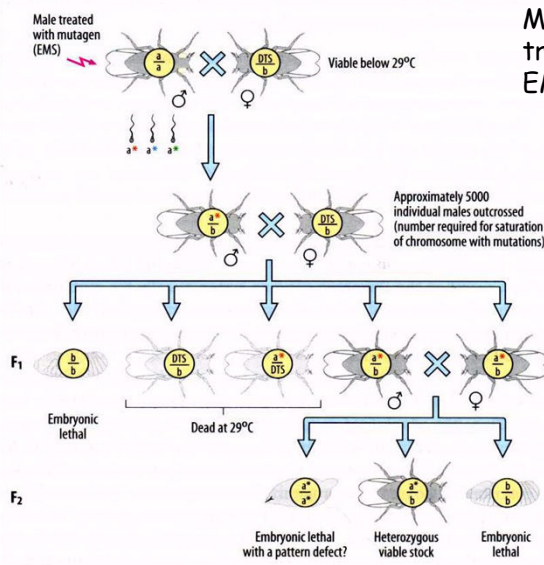 Male treated
with mutagen
(EMS)
a
a
DTS
b
Viable below 29°C
♂
♀
a* a* a*
a*
b
DTS
b
♂
♀
Approximately 5000
individual males outcrossed
(number required for saturation
of chromosome with mutations)
F1
b
b
DTS
b
a*
DTS
a*
b
a*
b
♂
♀
Embryonic
lethal
Dead at 29°C
F2
a*
a*
a*
b
b
b
Embryonic lethal
with a pattern defect?
Heterozygous
viable stock
Embryonic
lethal